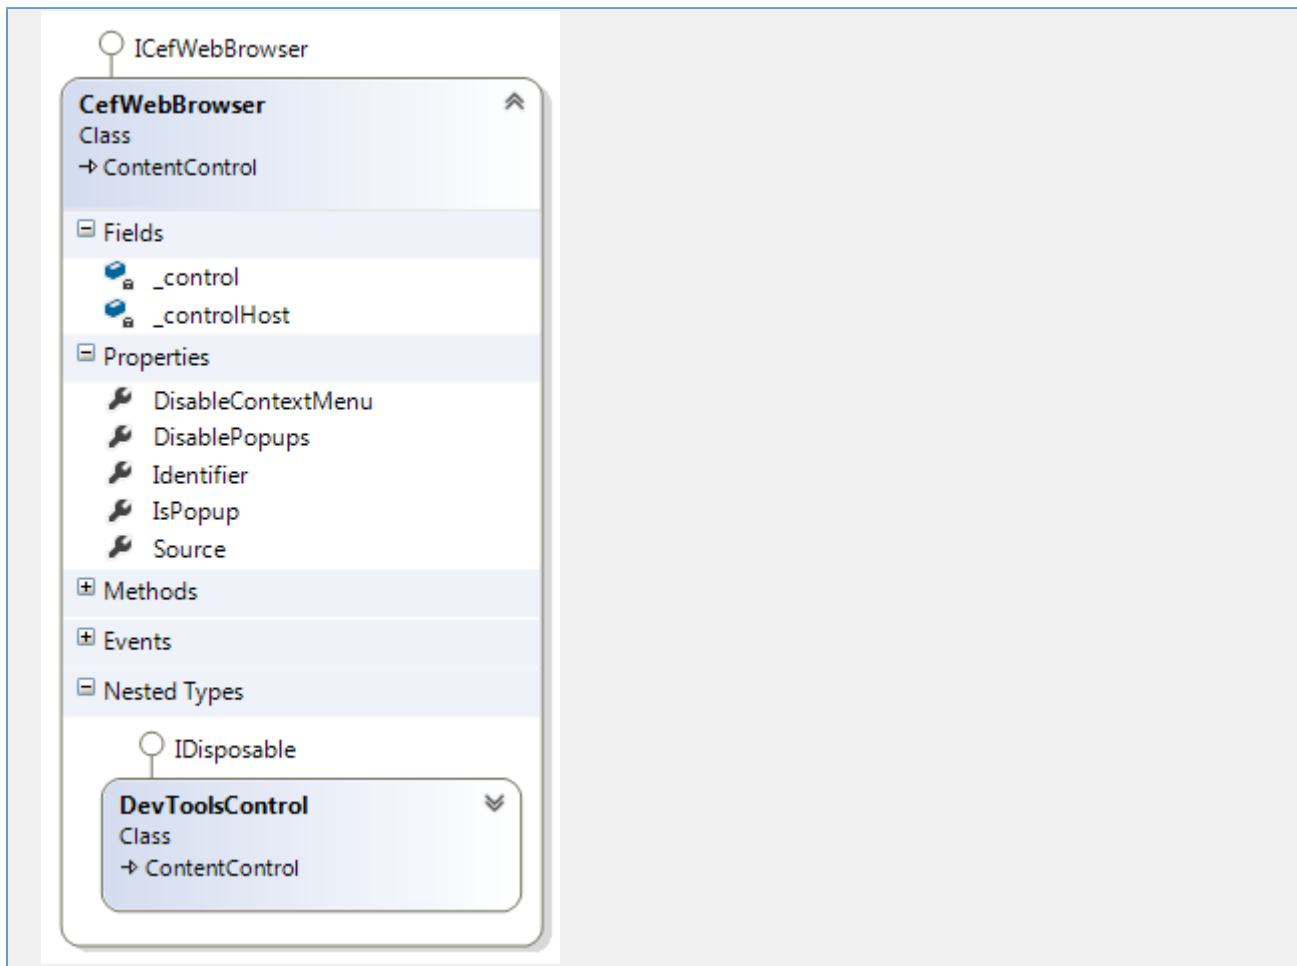 ICefWebBrowser
CefWebBrowser
Class
ContentControl
Fields
_control
_controlHost
Properties
DisableContextMenu
DisablePopups
Identifier
IsPopup
Source
Methods
Events
Nested Types
IDisposable
DevToolsControl
Class
ContentControl